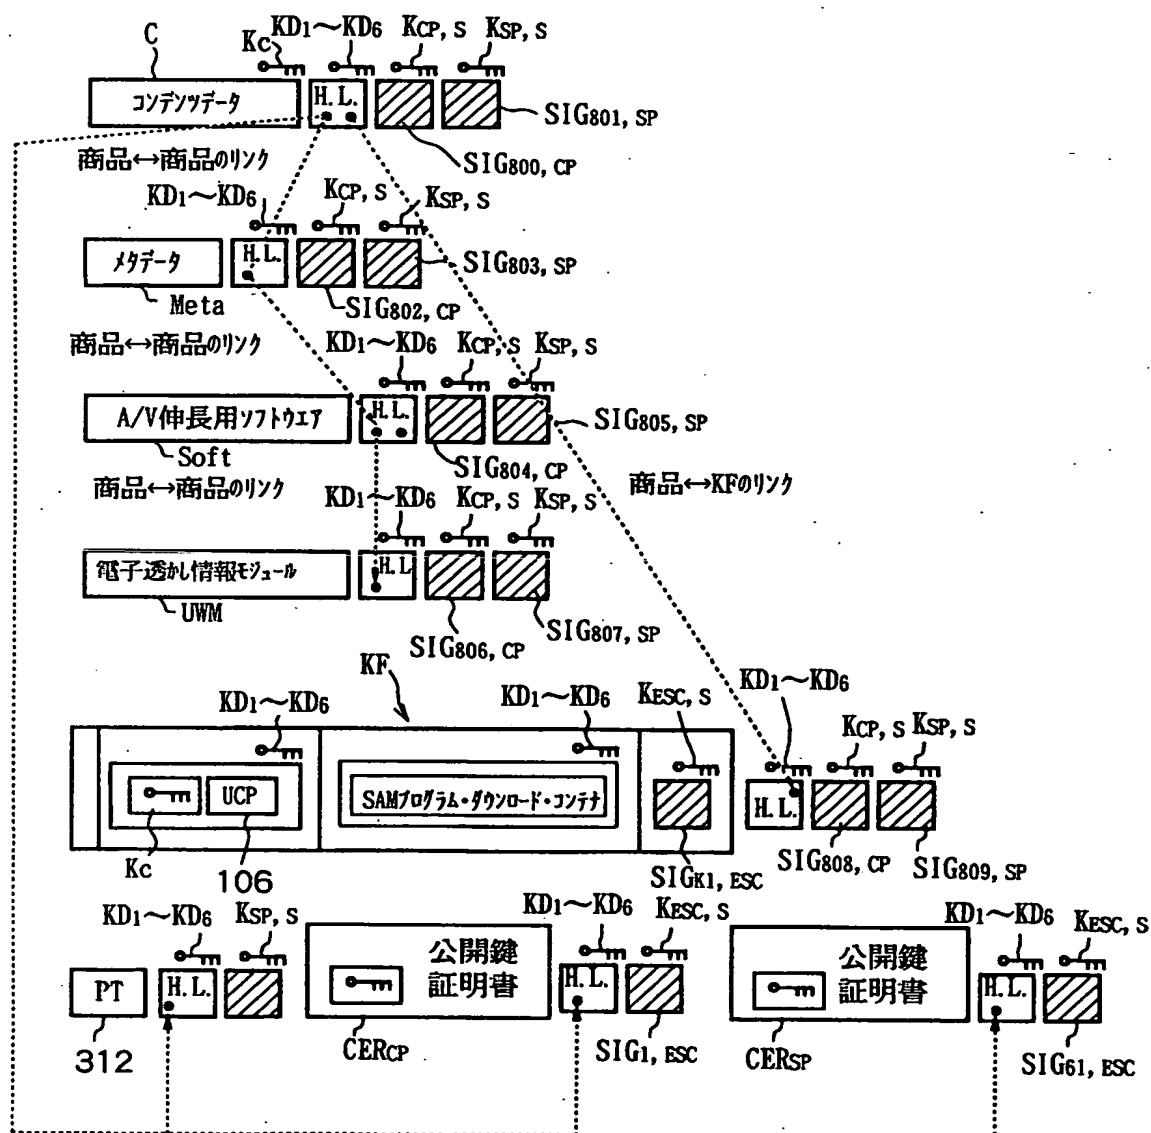 C
Kc
KD1～KD6
KCP, S
KSP, S
コンデンツデータ
H. L.
SIG801, SP
SIG800, CP
商品↔商品のリンク
KD1～KD6
KCP, S
KSP, S
メタデータ
H. L.
SIG803, SP
Meta
SIG802, CP
商品↔商品のリンク
KD1～KD6
KCP, S
KSP, S
A/V伸長用ソフトウエア
H. L.
SIG805, SP
Soft
SIG804, CP
商品↔商品のリンク
商品↔KFのリンク
KD1～KD6
KCP, S
KSP, S
電子透かし情報モジュール
H. L
UWM
SIG806, CP
SIG807, SP
KF
KD1～KD6
KD1～KD6
KESC, S
KD1～KD6
KCP, S
KSP, S
UCP
SAMプログラム・ダウンロード・コンテナ
H. L.
Kc
106
SIGK1, ESC
SIG808, CP
SIG809, SP
KD1～KD6
KSP, S
KD1～KD6
KESC, S
KD1～KD6
KESC, S
PT
H. L.
公開鍵
証明書
H. L.
公開鍵
証明書
H. L.
312
CERCP
SIG1, ESC
CERSP
SIG61, ESC